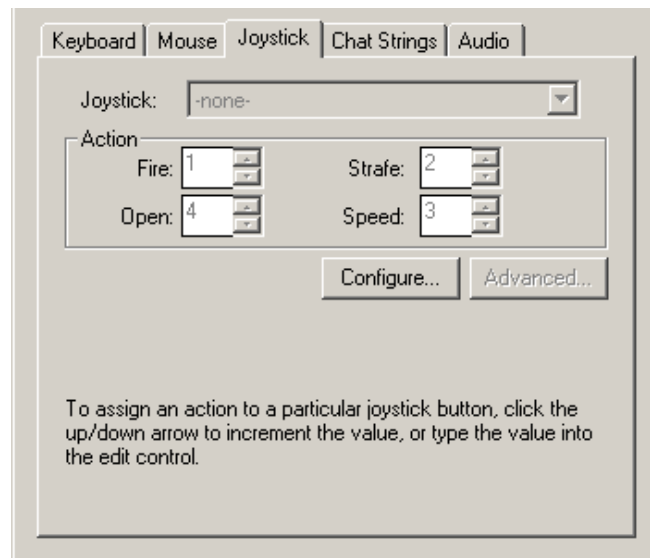 Keyboard Mouse Joystick Chat Strings Audio
Joystick: -none-
Action
Fire: 1 Strafe: 2
Open: 4 Speed: 3
Configure... Advanced...
To assign an action to a particular joystick button, click the
up/down arrow to increment the value, or type the value into
the edit control.